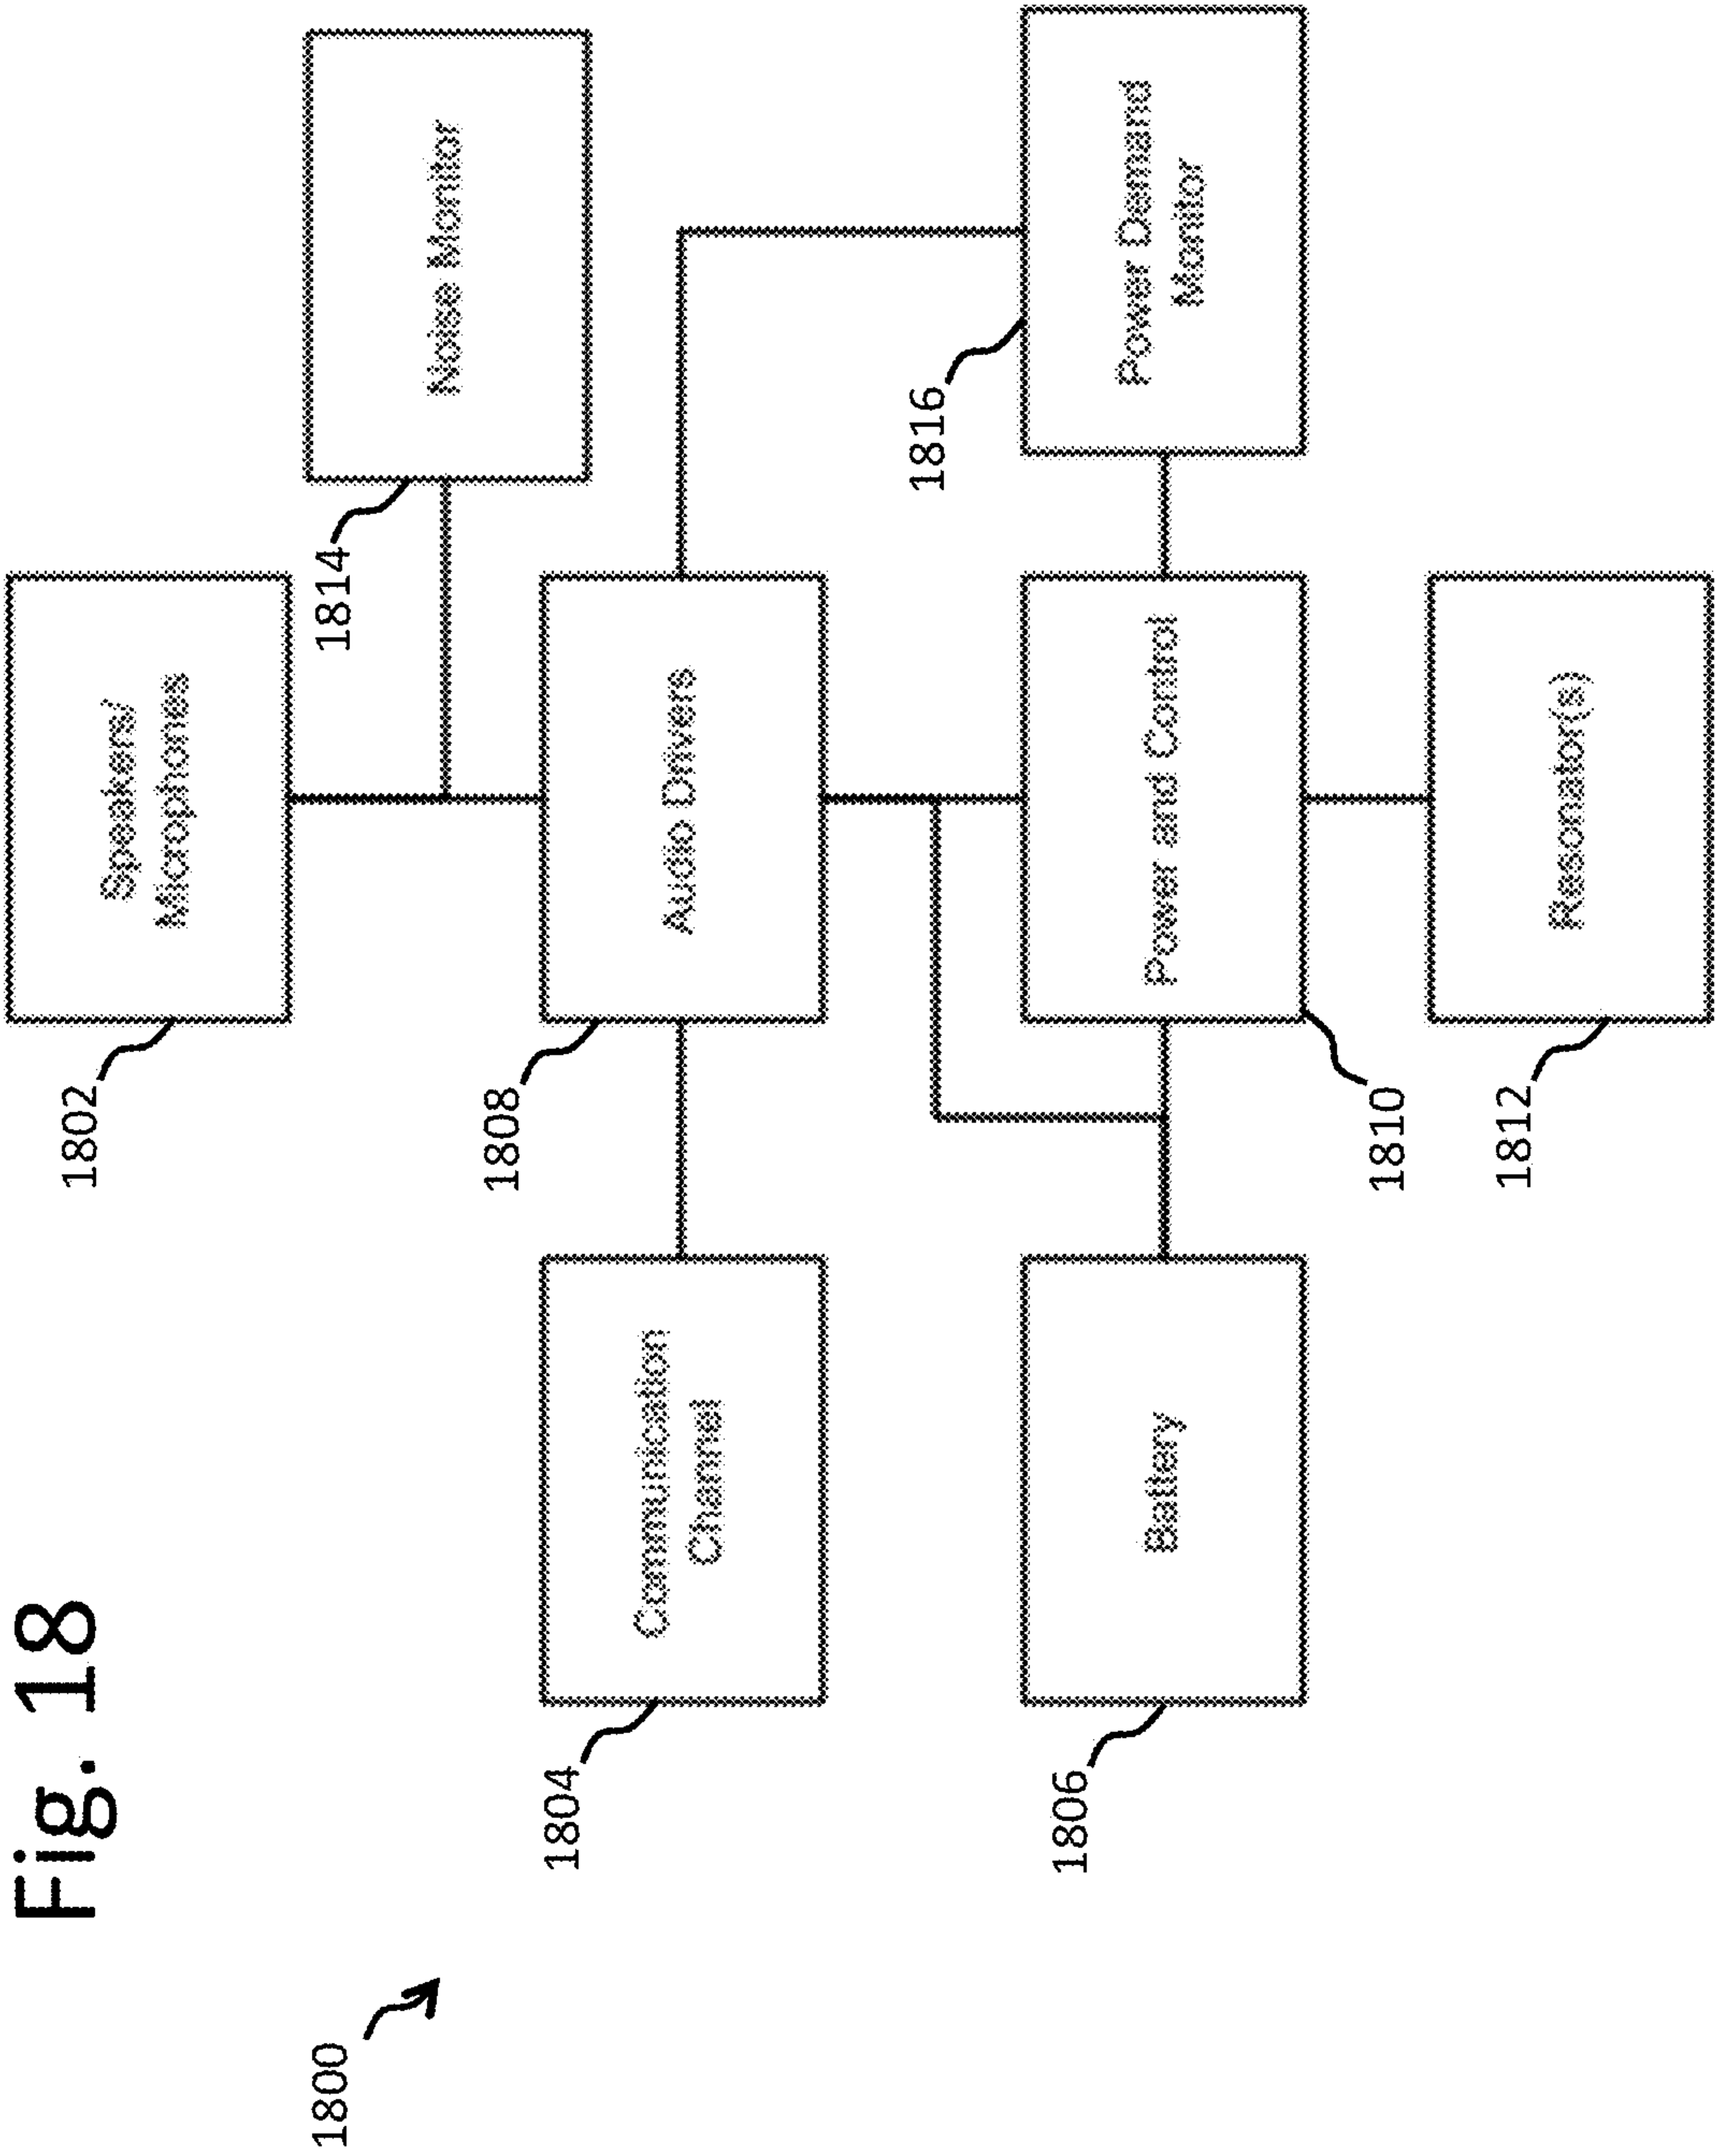 Fig. 18
1800
1802
Speakers/
Microphones
1814
Noise Monitor
1804
Communication
Channel
1808
Audio Drivers
1816
Power Demand
Monitor
1806
Battery
Power and Control
1810
1812
Resonator(s)